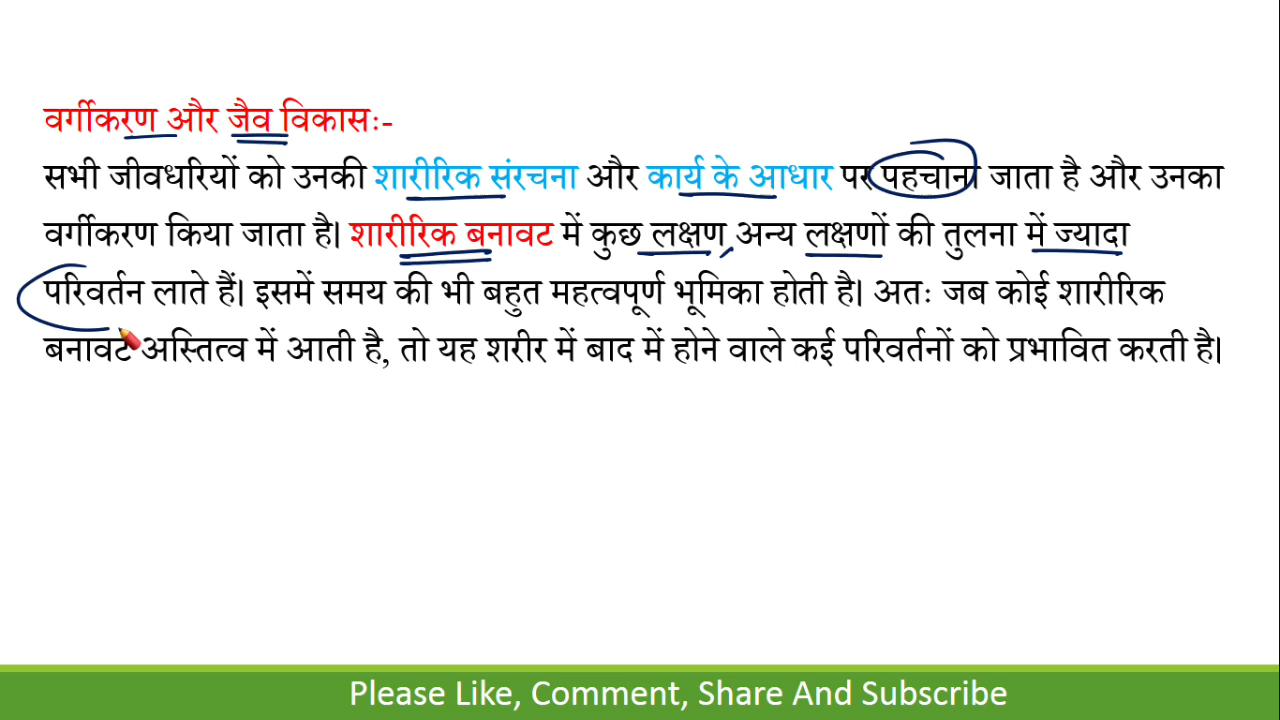 वर्गीकरण और जैव विकासः-
सभी जीवधरियों को उनकी शारीरिक संरचना और कार्य के आधार पर पहचाना जाता है और उनका
वर्गीकरण किया जाता है। शारीरिक बनावट में कुछ लक्षण अन्य लक्षणों की तुलना में ज्यादा
परिवर्तन लाते हैं। इसमें समय की भी बहुत महत्वपूर्ण भूमिका होती है। अतः जब कोई शारीरिक
बनावट अस्तित्व में आती है, तो यह शरीर में बाद में होने वाले कई परिवर्तनों को प्रभावित करती है।
Please Like, Comment, Share And Subscribe